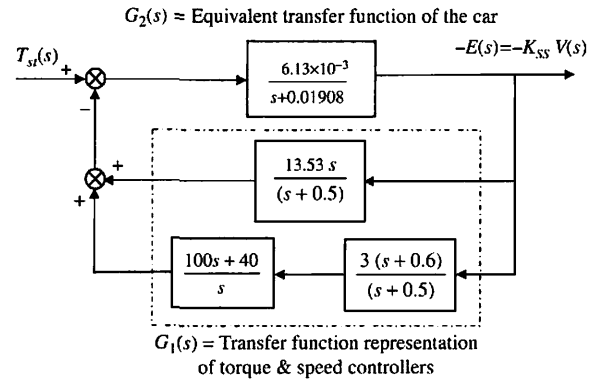 G₂(s) = Equivalent transfer function of the car
Tₛₜ(s)
+
−
6.13×10⁻³
s+0.01908
−E(s)=−K_SS V(s)
+
+
13.53 s
(s + 0.5)
100s + 40
s
3 (s + 0.6)
(s + 0.5)
G₁(s) = Transfer function representation
of torque & speed controllers